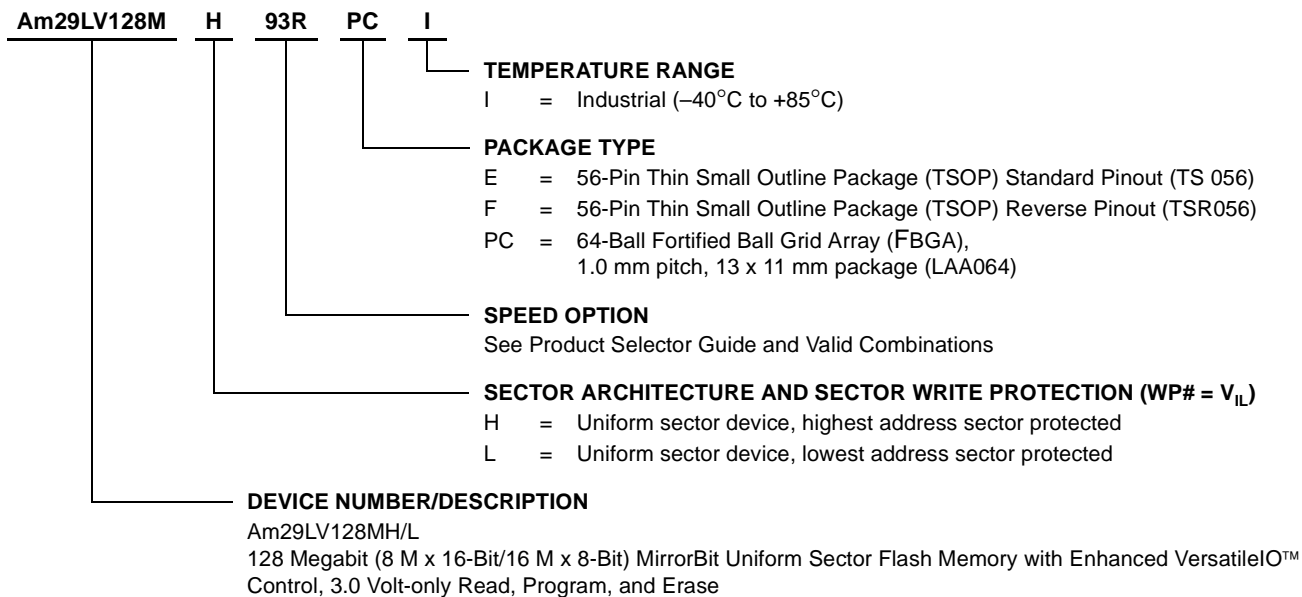 Am29LV128M H 93R PC I
TEMPERATURE RANGE
I = Industrial (–40°C to +85°C)
PACKAGE TYPE
E = 56-Pin Thin Small Outline Package (TSOP) Standard Pinout (TS 056)
F = 56-Pin Thin Small Outline Package (TSOP) Reverse Pinout (TSR056)
PC = 64-Ball Fortified Ball Grid Array (FBGA),
1.0 mm pitch, 13 x 11 mm package (LAA064)
SPEED OPTION
See Product Selector Guide and Valid Combinations
SECTOR ARCHITECTURE AND SECTOR WRITE PROTECTION (WP# = VIL)
H = Uniform sector device, highest address sector protected
L = Uniform sector device, lowest address sector protected
DEVICE NUMBER/DESCRIPTION
Am29LV128MH/L
128 Megabit (8 M x 16-Bit/16 M x 8-Bit) MirrorBit Uniform Sector Flash Memory with Enhanced VersatileIO™
Control, 3.0 Volt-only Read, Program, and Erase